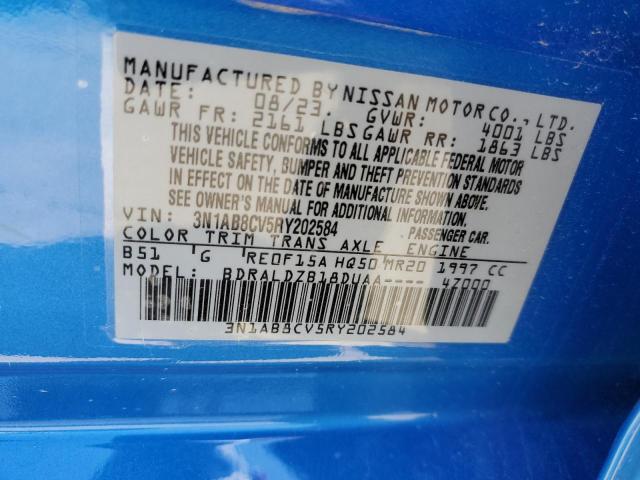 MANUFACTURED BY NISSAN MOTOR CO., LTD.
DATE: 08/23. GVWR: 4001 LBS
GAWR FR: 2161 LBS GAWR RR: 1863 LBS
THIS VEHICLE CONFORMS TO ALL APPLICABLE FEDERAL MOTOR
VEHICLE SAFETY, BUMPER AND THEFT PREVENTION STANDARDS
IN EFFECT ON THE DATE OF MANUFACTURE SHOWN ABOVE.
SEE OWNER'S MANUAL FOR ADDITIONAL INFORMATION.
VIN: 3N1AB8CV5RY202584 PASSENGER CAR.
COLOR TRIM TRANS AXLE ENGINE
B51 G RE0F15A HQ50 MR20 1997 CC
MODEL BDRALDZB18DUAA---- 4Z000
3N1AB8CV5RY202584